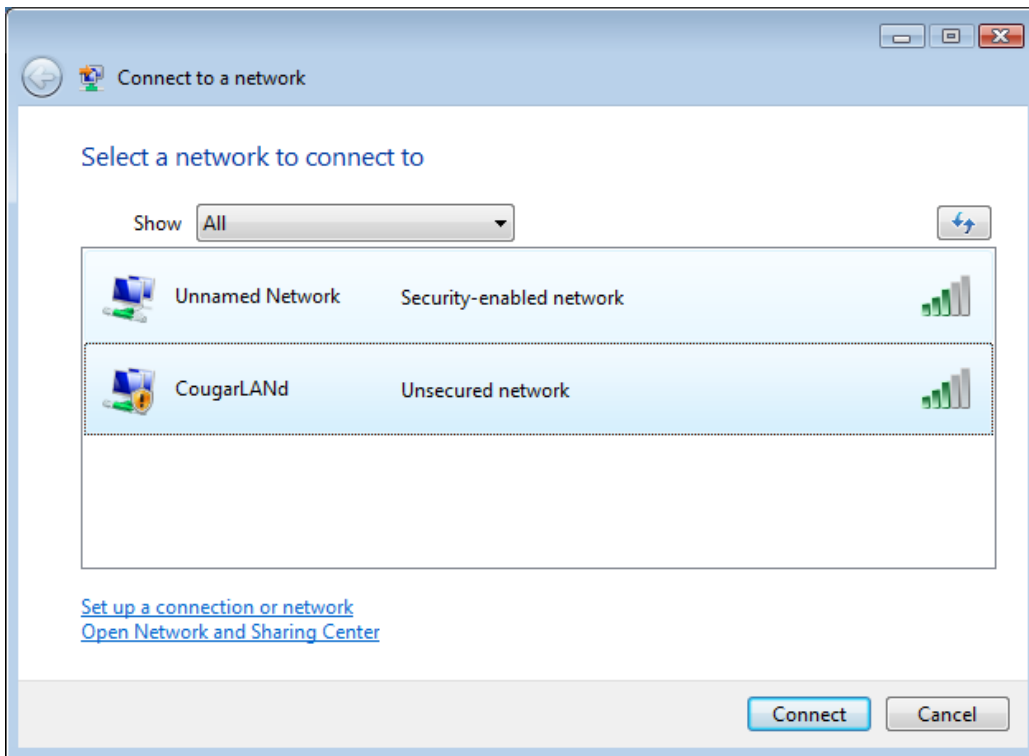 Connect to a network
Select a network to connect to
Show All
Unnamed Network Security-enabled network
CougarLANd Unsecured network
Set up a connection or network
Open Network and Sharing Center
Connect Cancel